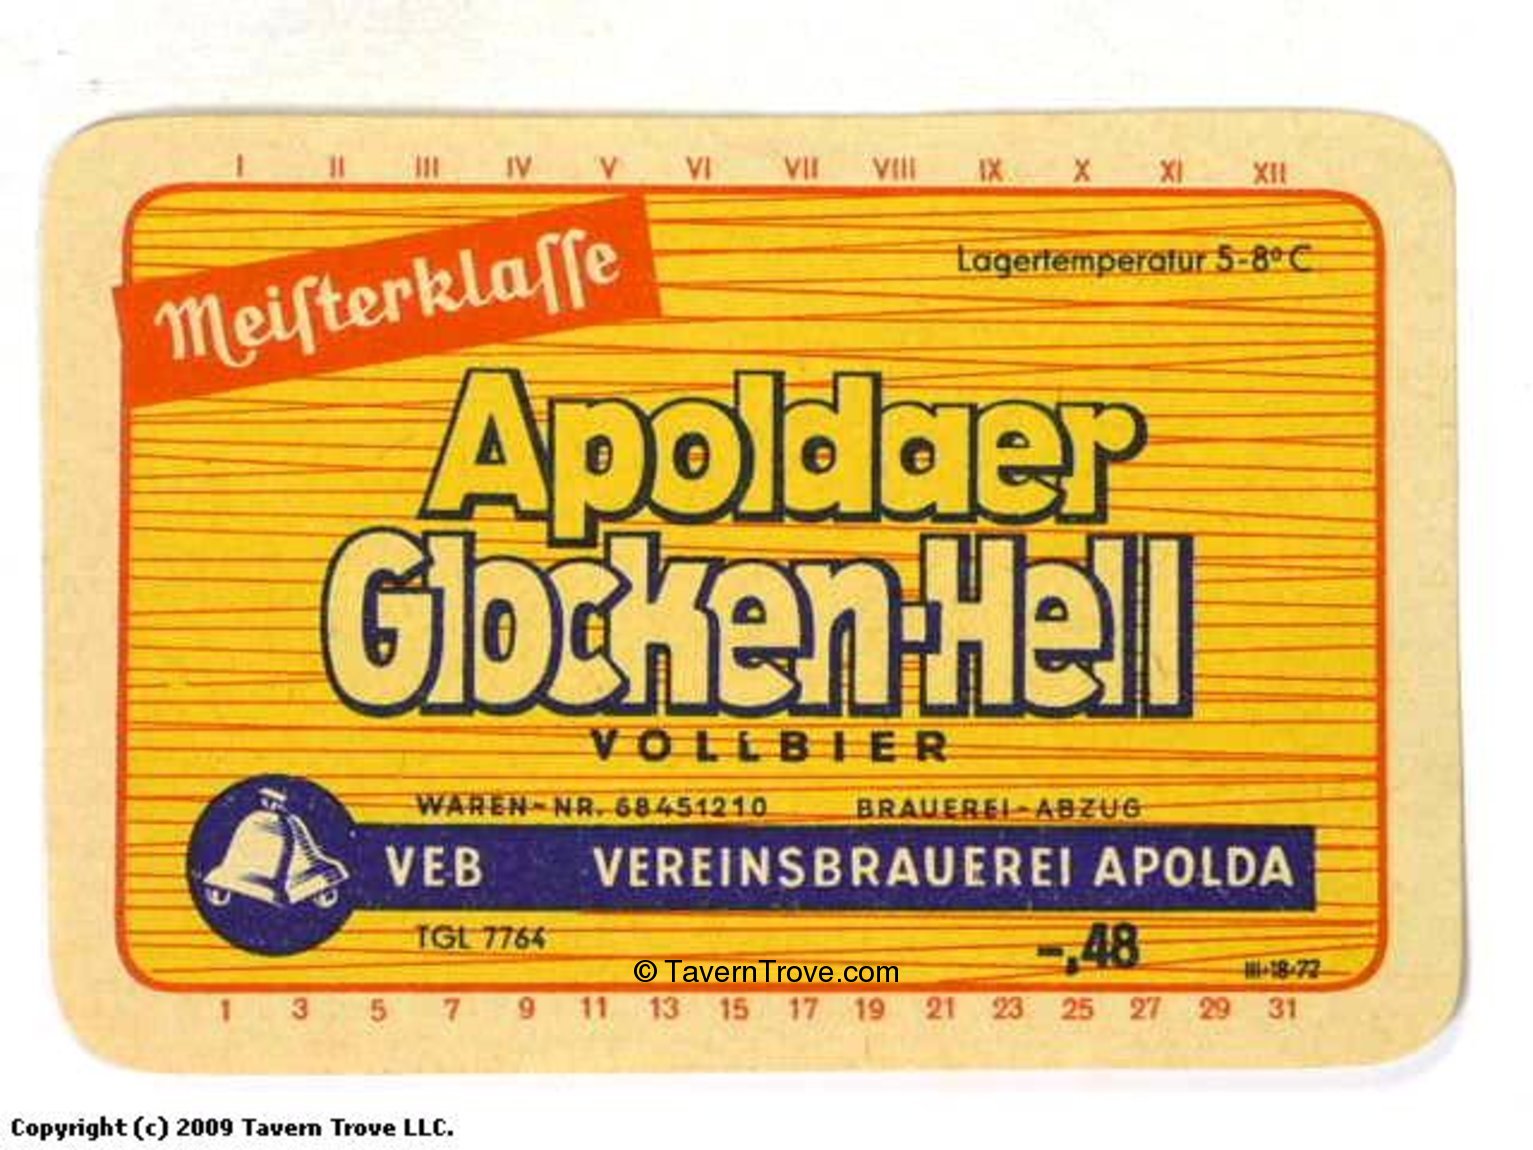 I II III IV V VI VII VIII IX X XI XII
Meiſterklaſſe
Lagertemperatur 5-8° C
Apoldaer
Glocken-Hell
VOLLBIER
WAREN-NR. 68451210 BRAUEREI-ABZUG
VEB VEREINSBRAUEREI APOLDA
TGL 7764
-,48
III-18-72
© TavernTrove.com
1 3 5 7 9 11 13 15 17 19 21 23 25 27 29 31
Copyright (c) 2009 Tavern Trove LLC.